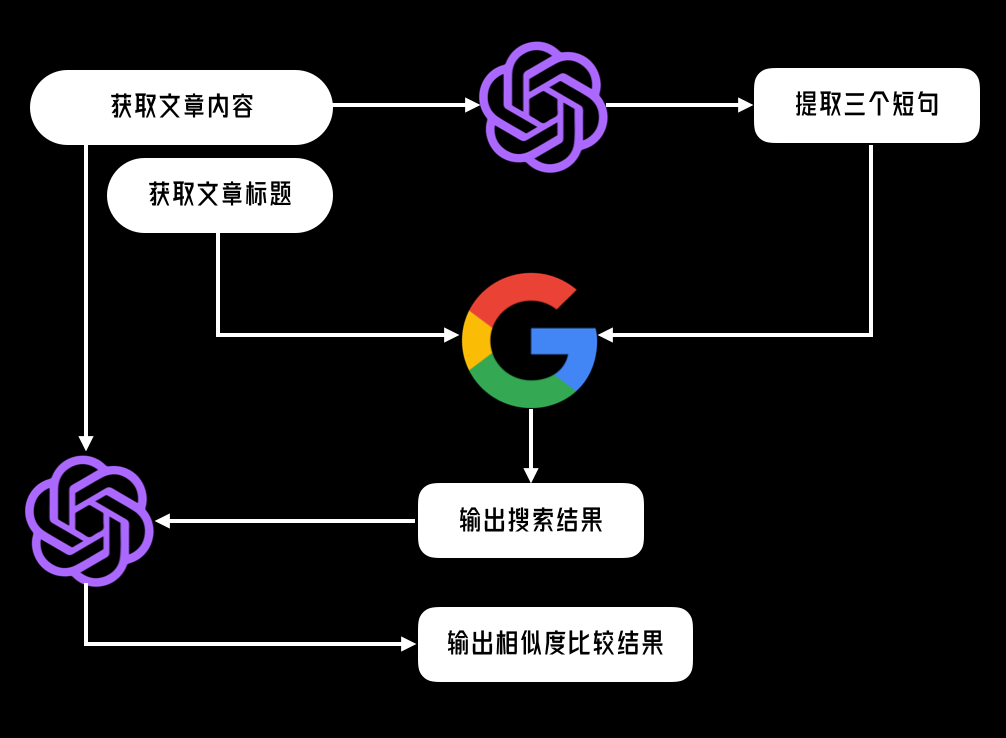 获取文章内容
提取三个短句
获取文章标题
输出搜索结果
输出相似度比较结果